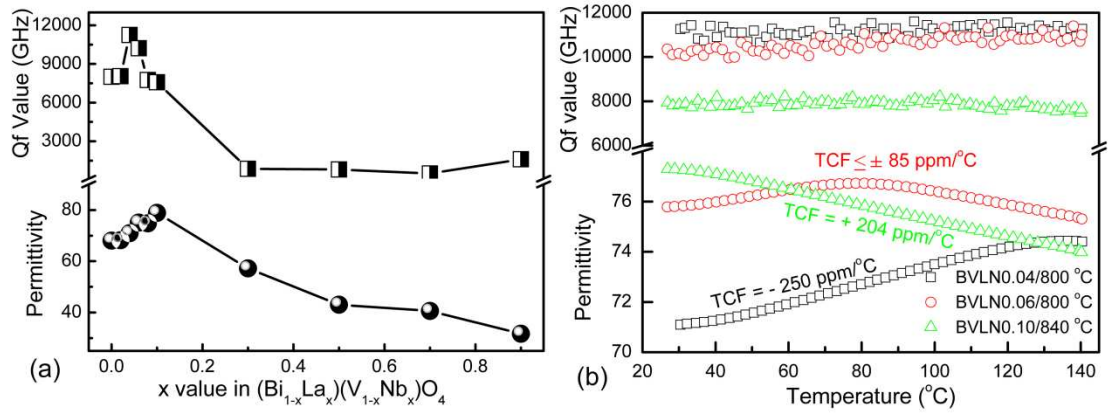 Qf Value (GHz)
12000
9000
6000
3000
Permittivity
80
60
40
(a)
0.0 0.2 0.4 0.6 0.8
x value in (Bi1-xLax)(V1-xNbx)O4
Qf value (GHz)
12000
10000
8000
6000
Permittivity
76
74
72
70
TCF ≤ ± 85 ppm/°C
TCF = + 204 ppm/°C
TCF = - 250 ppm/°C
BVLN0.04/800 °C
BVLN0.06/800 °C
BVLN0.10/840 °C
(b)
20 40 60 80 100 120 140
Temperature (°C)